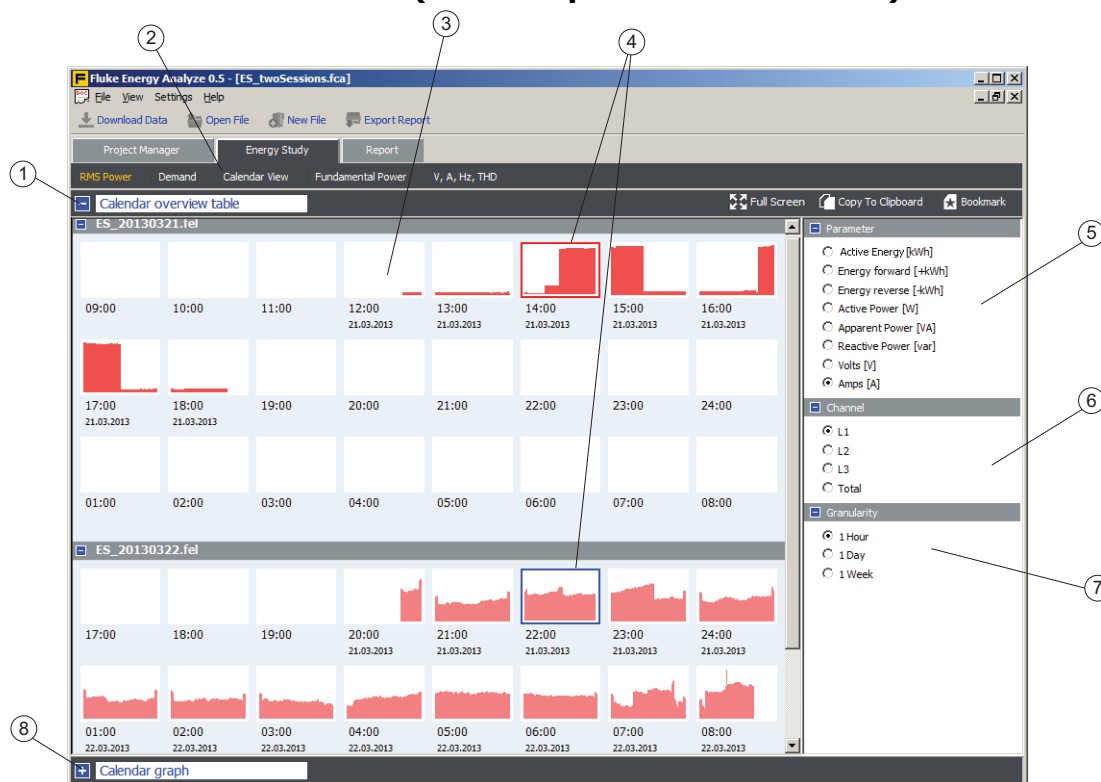 2
3
4
Fluke Energy Analyze 0.5 - [ES_twoSessions.fca]
File View Settings Help
Download Data Open File New File Export Report
Project Manager Energy Study Report
1
RMS Power Demand Calendar View Fundamental Power V, A, Hz, THD
Calendar overview table Full Screen Copy To Clipboard Bookmark
ES_20130321.fel
Parameter
5
Active Energy [kWh]
Energy forward [+kWh]
Energy reverse [-kWh]
Active Power [W]
Apparent Power [VA]
Reactive Power [var]
Volts [V]
Amps [A]
09:00 10:00 11:00 12:00 13:00 14:00 15:00 16:00
21.03.2013 21.03.2013 21.03.2013 21.03.2013 21.03.2013
17:00 18:00 19:00 20:00 21:00 22:00 23:00 24:00
21.03.2013 21.03.2013
Channel
6
L1
L2
L3
Total
01:00 02:00 03:00 04:00 05:00 06:00 07:00 08:00
Granularity
1 Hour
1 Day
1 Week
7
ES_20130322.fel
17:00 18:00 19:00 20:00 21:00 22:00 23:00 24:00
21.03.2013 21.03.2013 21.03.2013 21.03.2013 21.03.2013
01:00 02:00 03:00 04:00 05:00 06:00 07:00 08:00
22.03.2013 22.03.2013 22.03.2013 22.03.2013 22.03.2013 22.03.2013 22.03.2013 22.03.2013
8
Calendar graph